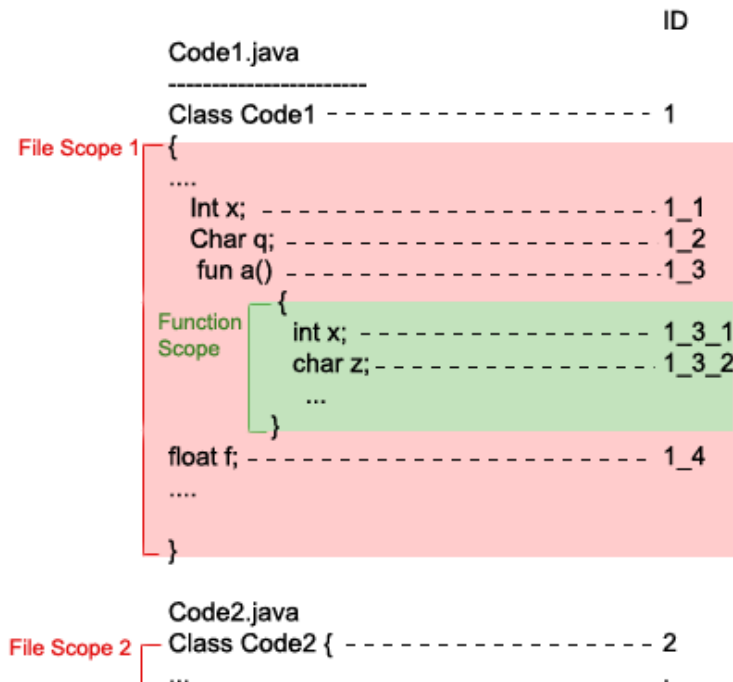 ID
Code1.java
-----------------------
Class Code1 - - - - - - - - - - - - - - - - - - - - - - - - 1
File Scope 1 {
....
Int x; - - - - - - - - - - - - - - - - - - - - - - - - - - - - - 1_1
Char q; - - - - - - - - - - - - - - - - - - - - - - - - - - - 1_2
fun a() - - - - - - - - - - - - - - - - - - - - - - - - - - - 1_3
{
Function
Scope
int x; - - - - - - - - - - - - - - - - - - - - - - 1_3_1
char z; - - - - - - - - - - - - - - - - - - - - - 1_3_2
...
}
float f; - - - - - - - - - - - - - - - - - - - - - - - - - - - - - - 1_4
....
}
Code2.java
File Scope 2 Class Code2 { - - - - - - - - - - - - - - - - - - - - - - - 2
...